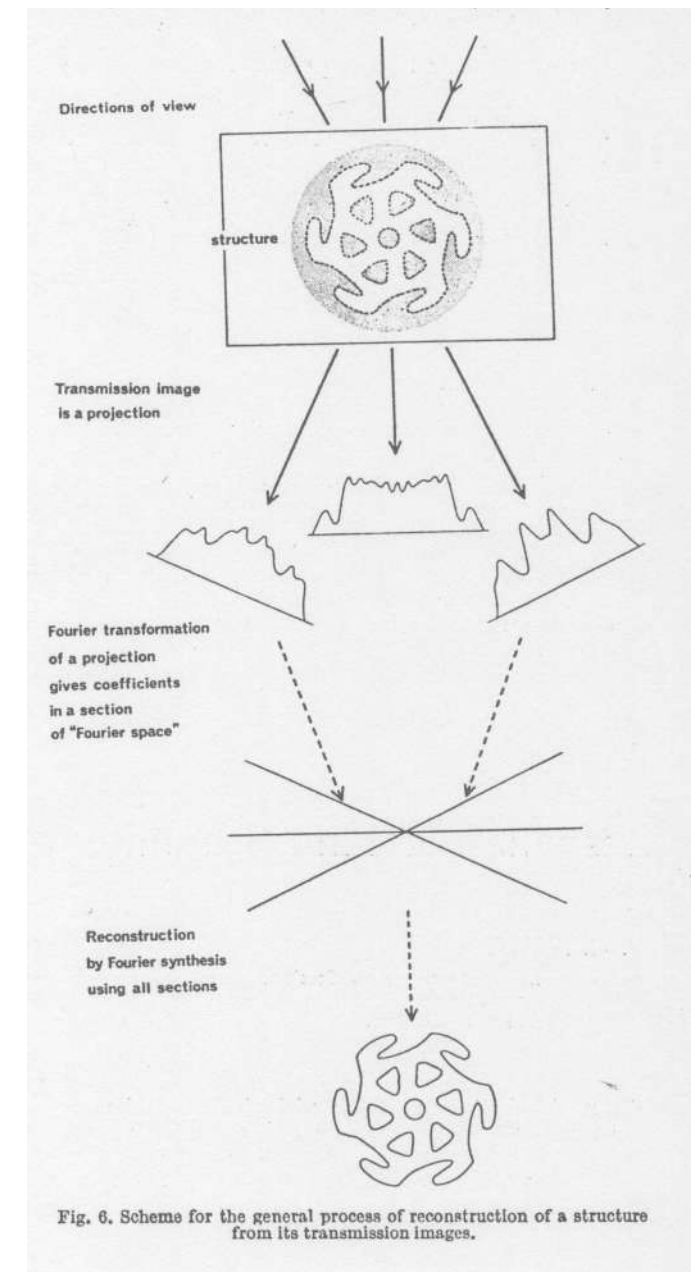 Directions of view
structure
Transmission image
is a projection
Fourier transformation
of a projection
gives coefficients
in a section
of "Fourier space"
Reconstruction
by Fourier synthesis
using all sections
Fig. 6. Scheme for the general process of reconstruction of a structure
from its transmission images.